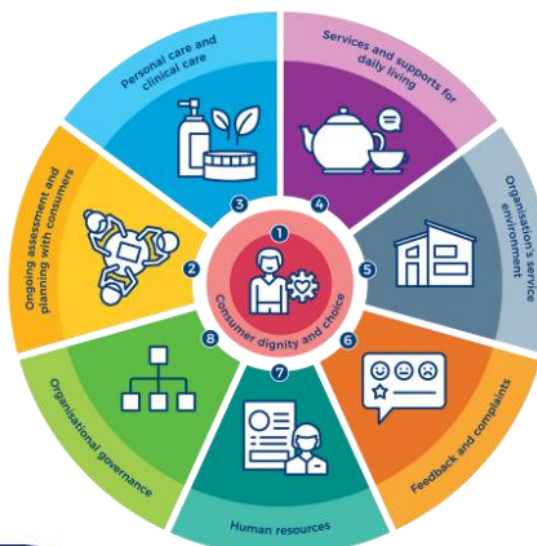 1
Consumer dignity and choice
2
Ongoing assessment and
planning with consumers
3
Personal care and
clinical care
4
Services and supports for
daily living
5
Organisation's service
environment
6
Feedback and complaints
7
Human resources
8
Organisational governance